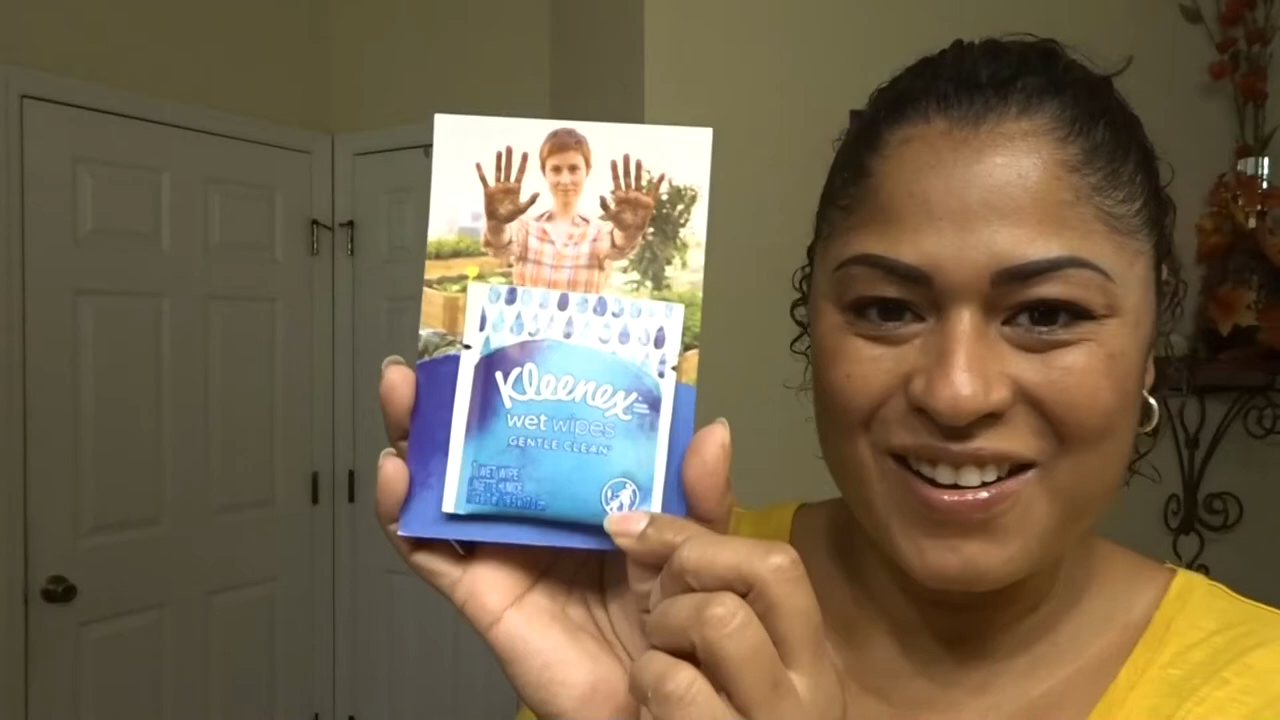 Kleenex
wet wipes
GENTLE CLEAN
1 WET WIPE
LINGETTE HUMIDE